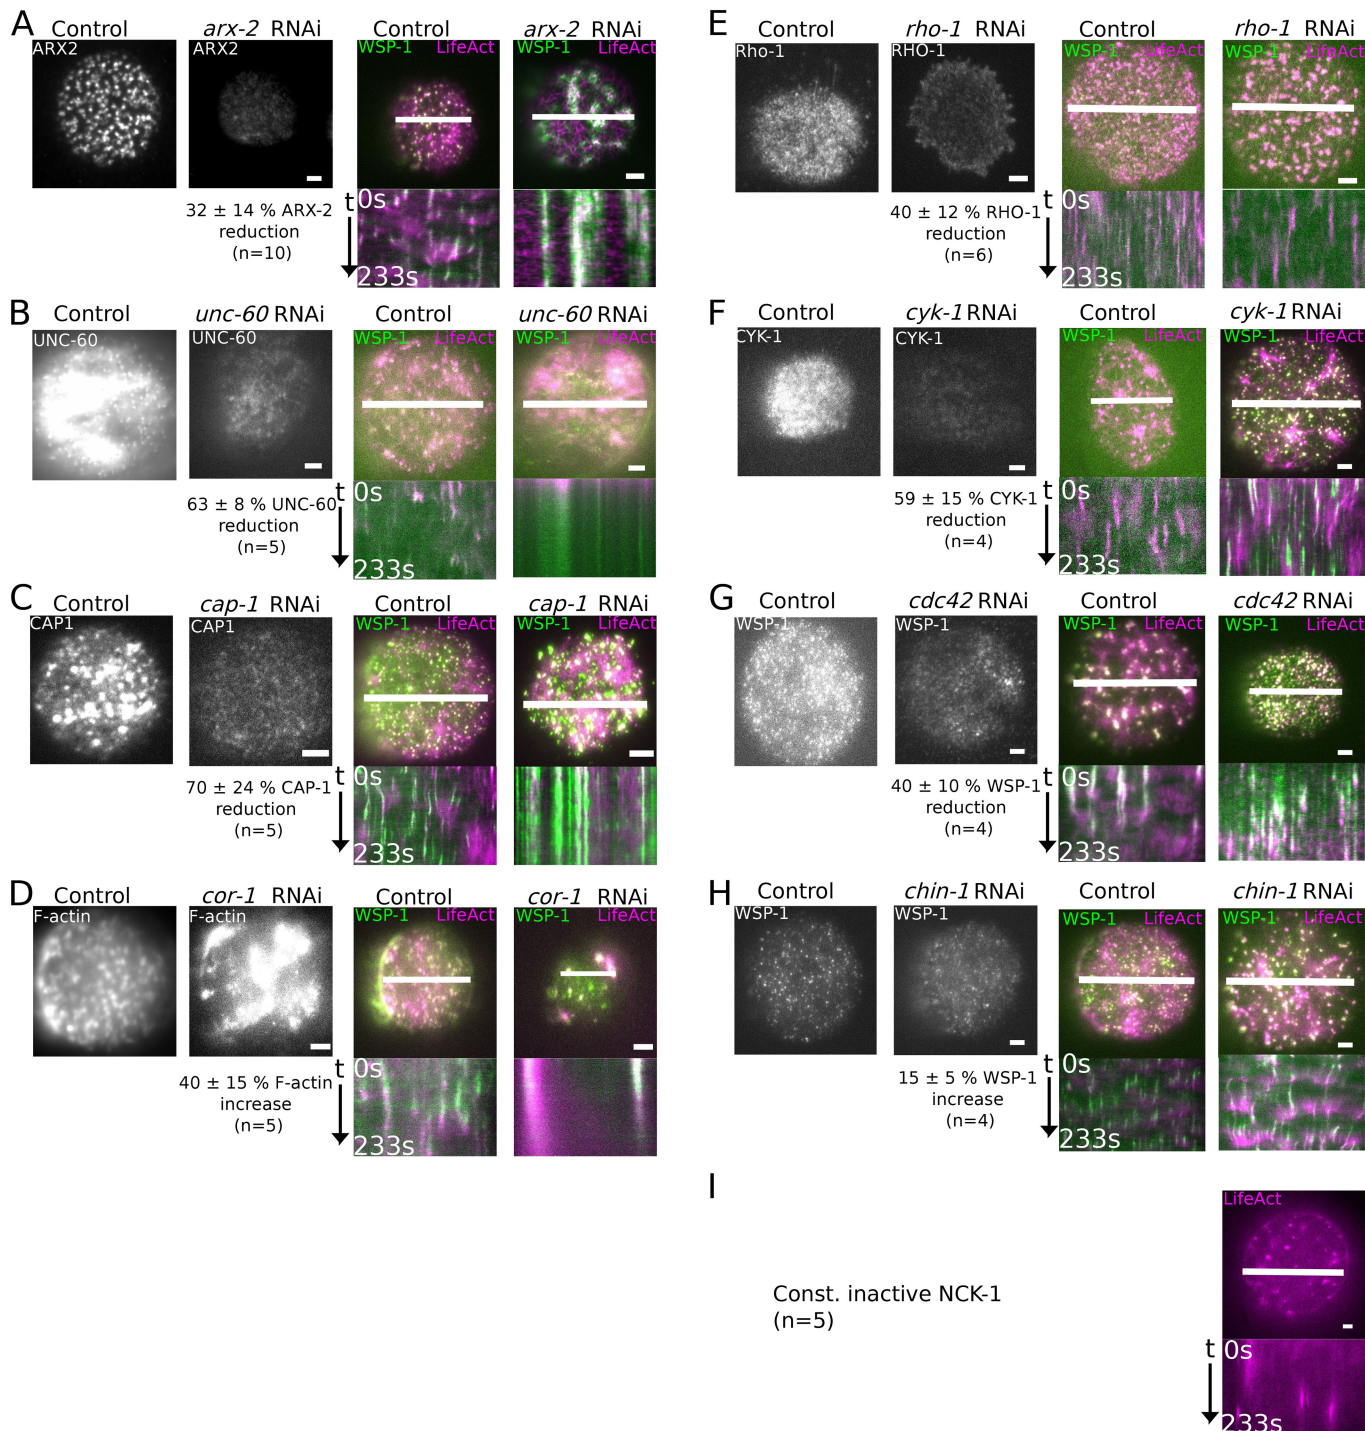 A
Control
arx-2 RNAi
Control
arx-2 RNAi
ARX2
ARX2
WSP-1 LifeAct
WSP-1 LifeAct
32 ± 14 % ARX-2
reduction
(n=10)
t
0s
233s
B
Control
unc-60 RNAi
Control
unc-60 RNAi
UNC-60
UNC-60
WSP-1 LifeAct
WSP-1 LifeAct
63 ± 8 % UNC-60
reduction
(n=5)
t
0s
233s
C
Control
cap-1 RNAi
Control
cap-1 RNAi
CAP1
CAP1
WSP-1 LifeAct
WSP-1 LifeAct
70 ± 24 % CAP-1
reduction
(n=5)
t
0s
233s
D
Control
cor-1 RNAi
Control
cor-1 RNAi
F-actin
F-actin
WSP-1 LifeAct
WSP-1 LifeAct
40 ± 15 % F-actin
increase
(n=5)
t
0s
233s
E
Control
rho-1 RNAi
Control
rho-1 RNAi
Rho-1
RHO-1
WSP-1 LifeAct
WSP-1 LifeAct
40 ± 12 % RHO-1
reduction
(n=6)
t
0s
233s
F
Control
cyk-1 RNAi
Control
cyk-1 RNAi
CYK-1
CYK-1
WSP-1 LifeAct
WSP-1 LifeAct
59 ± 15 % CYK-1
reduction
(n=4)
t
0s
233s
G
Control
cdc42 RNAi
Control
cdc42 RNAi
WSP-1
WSP-1
WSP-1 LifeAct
WSP-1 LifeAct
40 ± 10 % WSP-1
reduction
(n=4)
t
0s
233s
H
Control
chin-1 RNAi
Control
chin-1 RNAi
WSP-1
WSP-1
WSP-1 LifeAct
WSP-1 LifeAct
15 ± 5 % WSP-1
increase
(n=4)
t
0s
233s
I
LifeAct
Const. inactive NCK-1
(n=5)
t
0s
233s